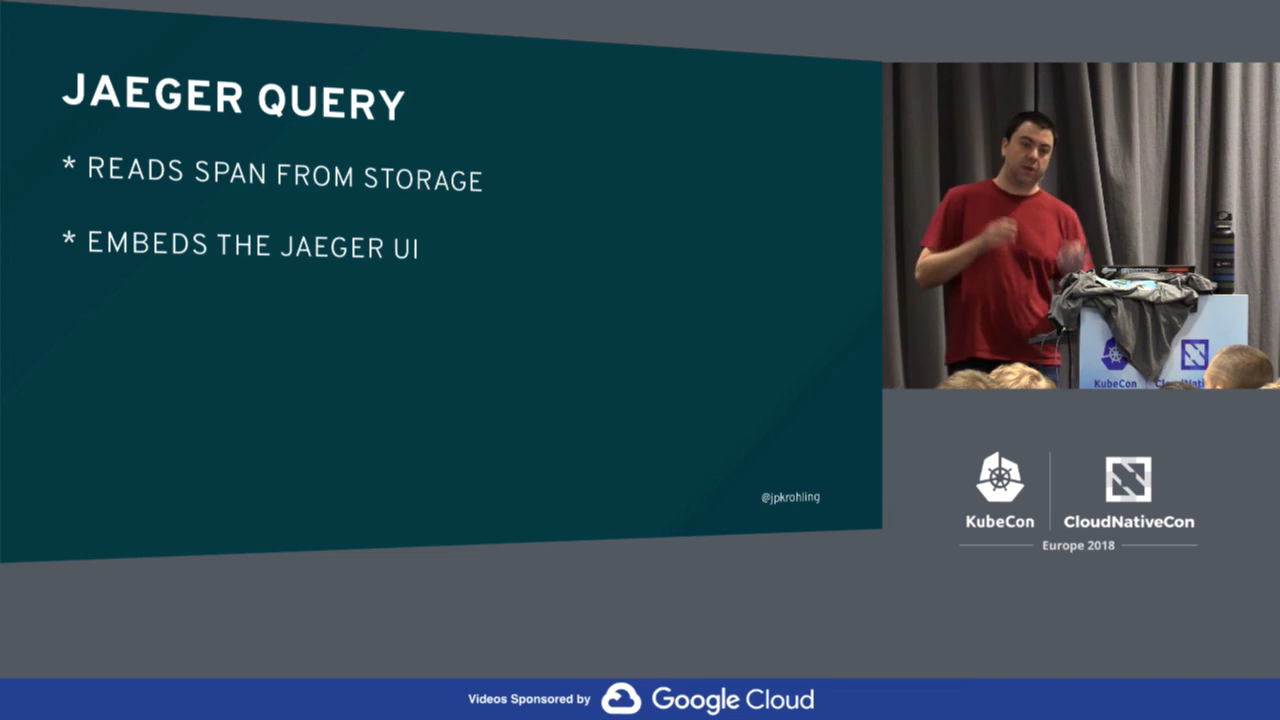 JAEGER QUERY
* READS SPAN FROM STORAGE
* EMBEDS THE JAEGER UI
@jpkrohling
KubeCon
KubeCon
CloudNativeCon
Europe 2018
Videos Sponsored by Google Cloud